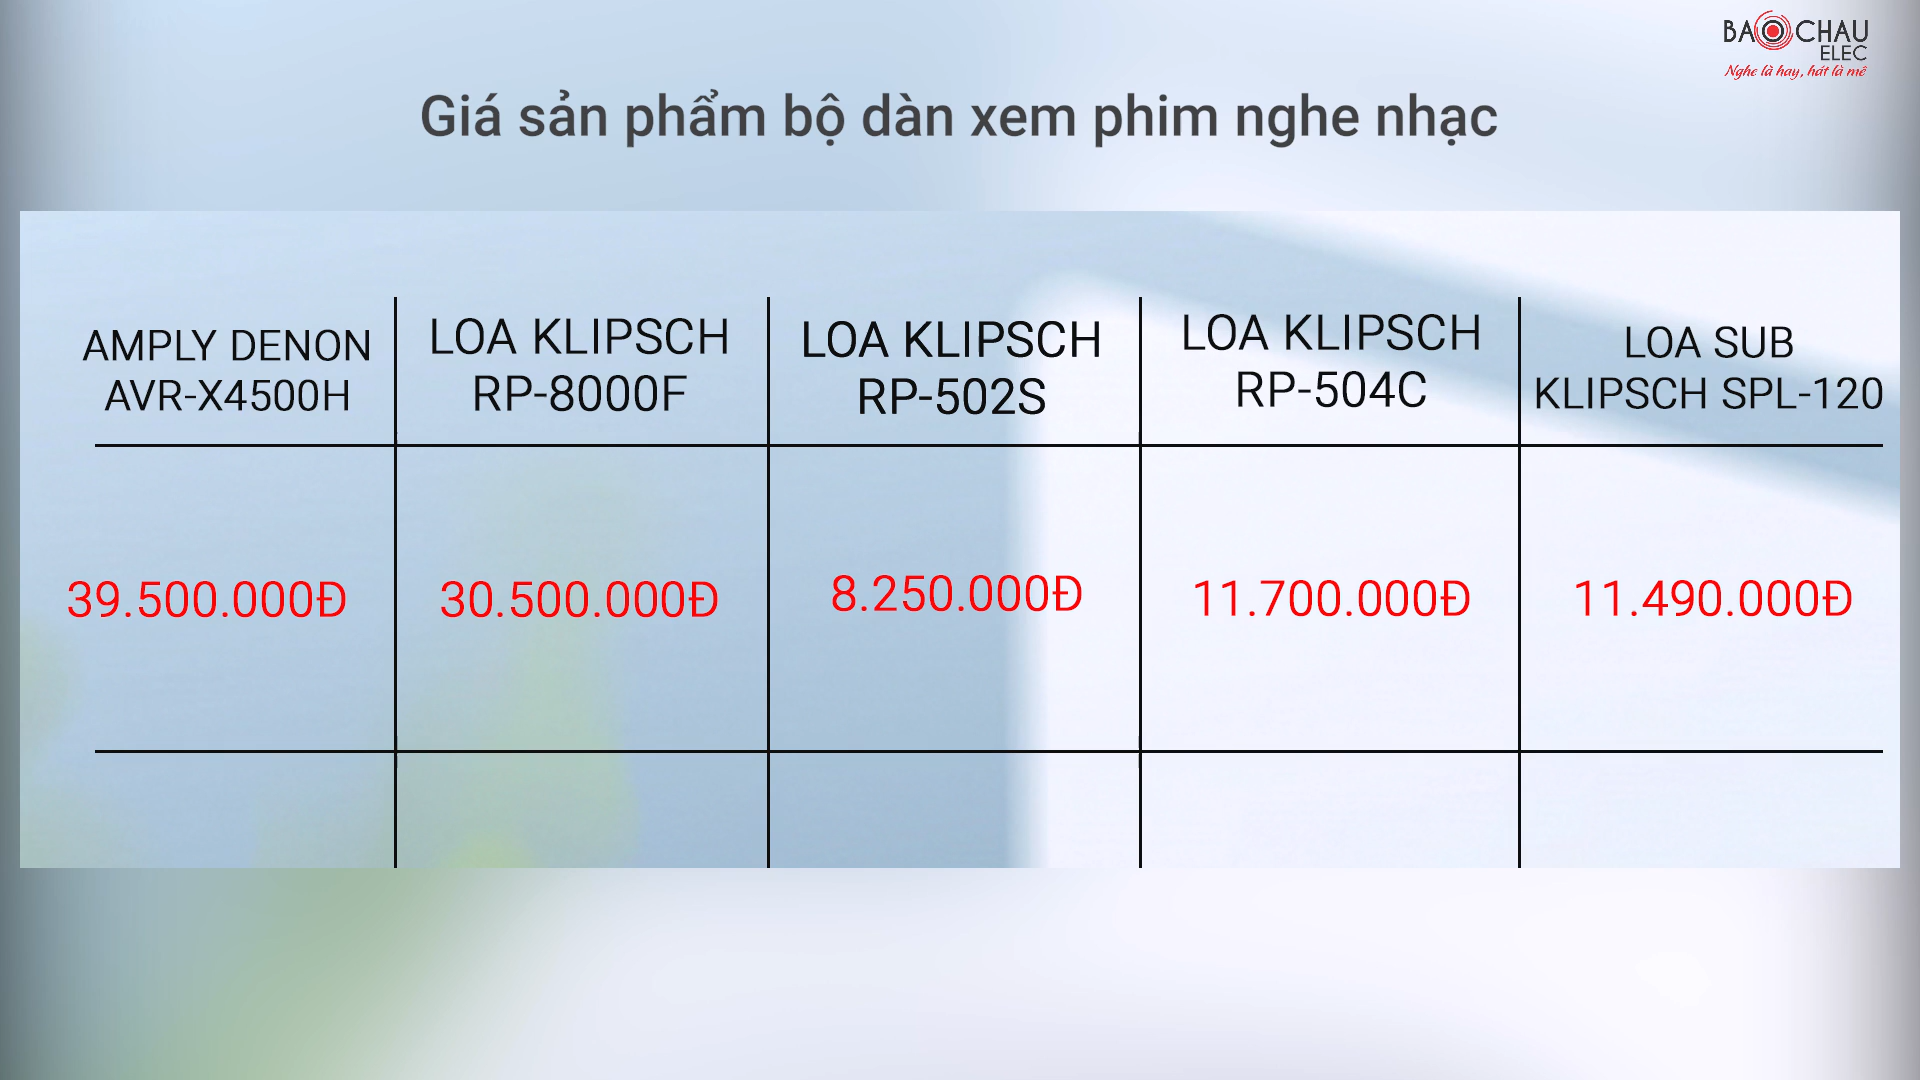 BAOCHAU
ELEC
Nghe là hay, hát là mê
Giá sản phẩm bộ dàn xem phim nghe nhạc
AMPLY DENON
AVR-X4500H
LOA KLIPSCH
RP-8000F
LOA KLIPSCH
RP-502S
LOA KLIPSCH
RP-504C
LOA SUB
KLIPSCH SPL-120
39.500.000Đ
30.500.000Đ
8.250.000Đ
11.700.000Đ
11.490.000Đ